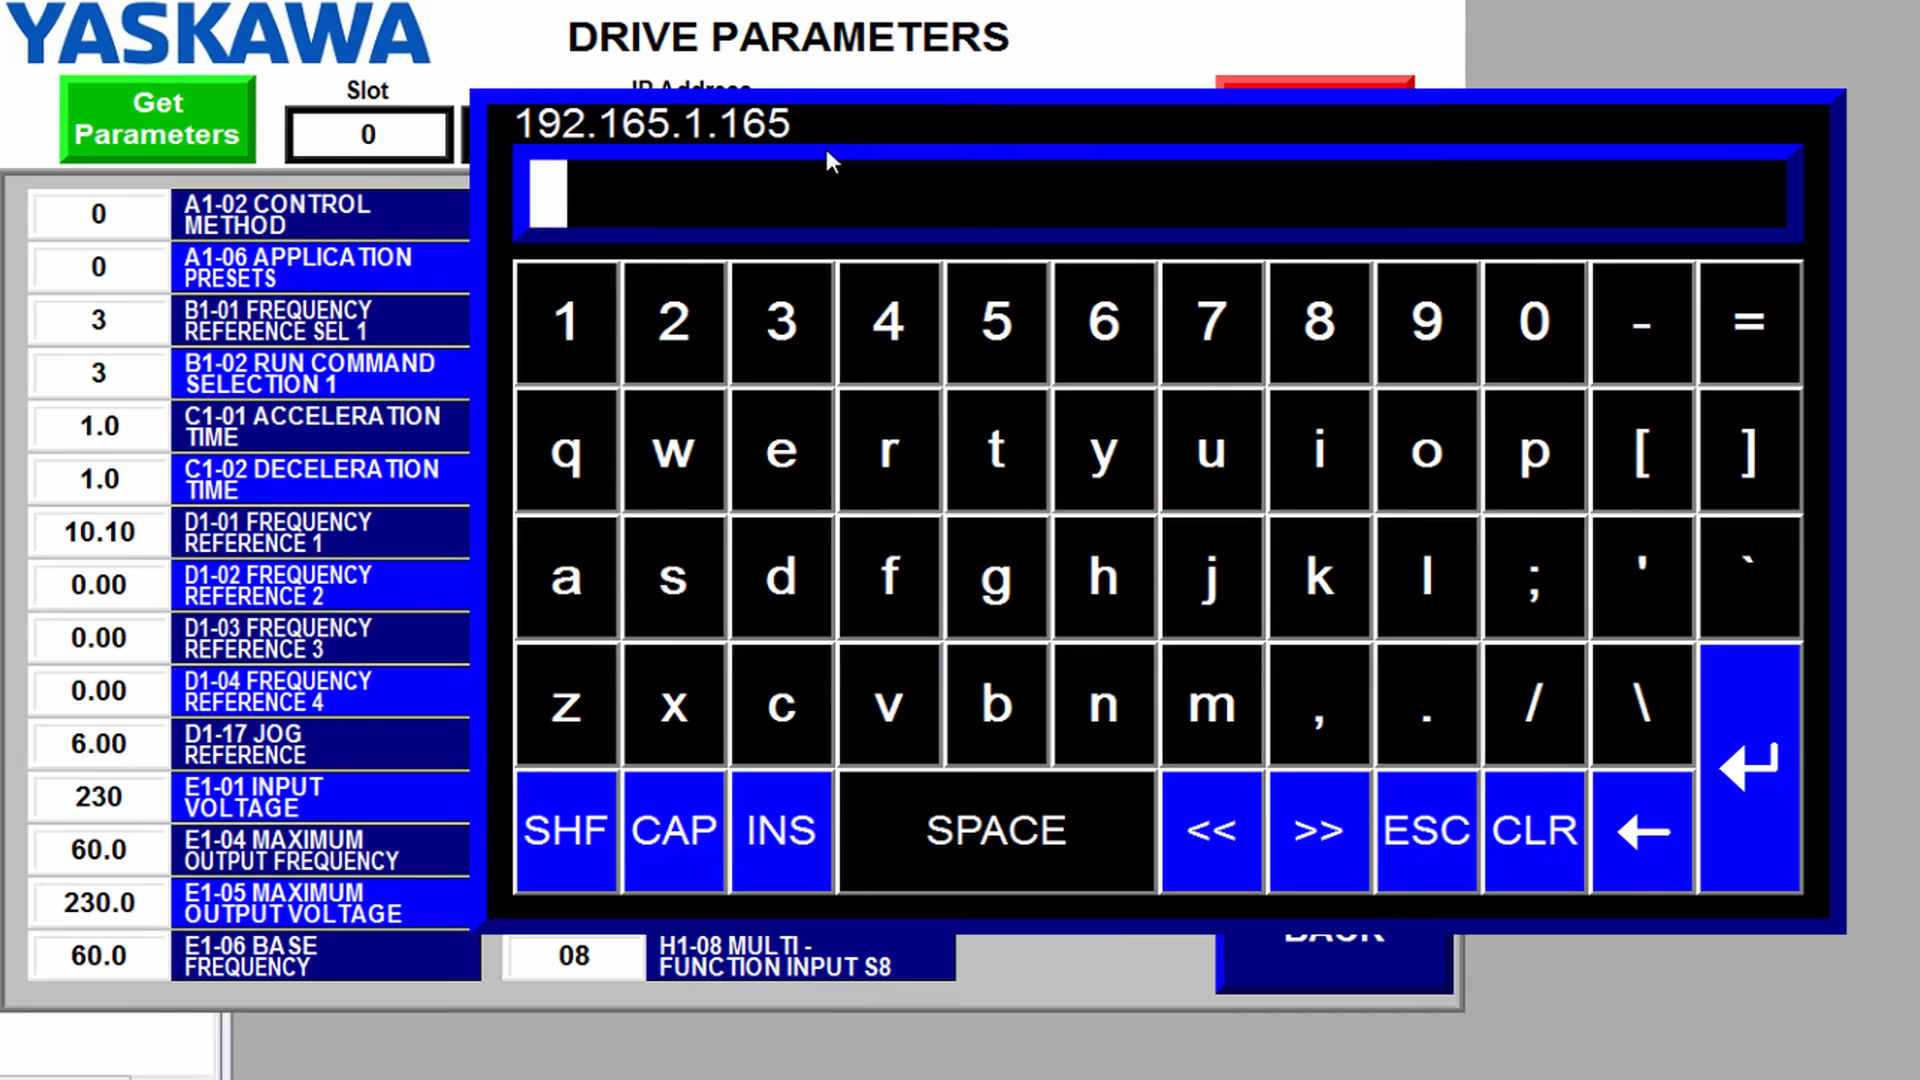 YASKAWA
DRIVE PARAMETERS
Get
Parameters
Slot
0
IP Address
192.165.1.165
0
A1-02 CONTROL
METHOD
0
A1-06 APPLICATION
PRESETS
3
B1-01 FREQUENCY
REFERENCE SEL 1
3
B1-02 RUN COMMAND
SELECTION 1
1.0
C1-01 ACCELERATION
TIME
1.0
C1-02 DECELERATION
TIME
10.10
D1-01 FREQUENCY
REFERENCE 1
0.00
D1-02 FREQUENCY
REFERENCE 2
0.00
D1-03 FREQUENCY
REFERENCE 3
0.00
D1-04 FREQUENCY
REFERENCE 4
6.00
D1-17 JOG
REFERENCE
230
E1-01 INPUT
VOLTAGE
60.0
E1-04 MAXIMUM
OUTPUT FREQUENCY
230.0
E1-05 MAXIMUM
OUTPUT VOLTAGE
60.0
E1-06 BASE
FREQUENCY
08
H1-08 MULTI -
FUNCTION INPUT S8
BACK
1 2 3 4 5 6 7 8 9 0 - =
q w e r t y u i o p [ ]
a s d f g h j k l ; ' `
z x c v b n m , . / \
SHF CAP INS SPACE << >> ESC CLR